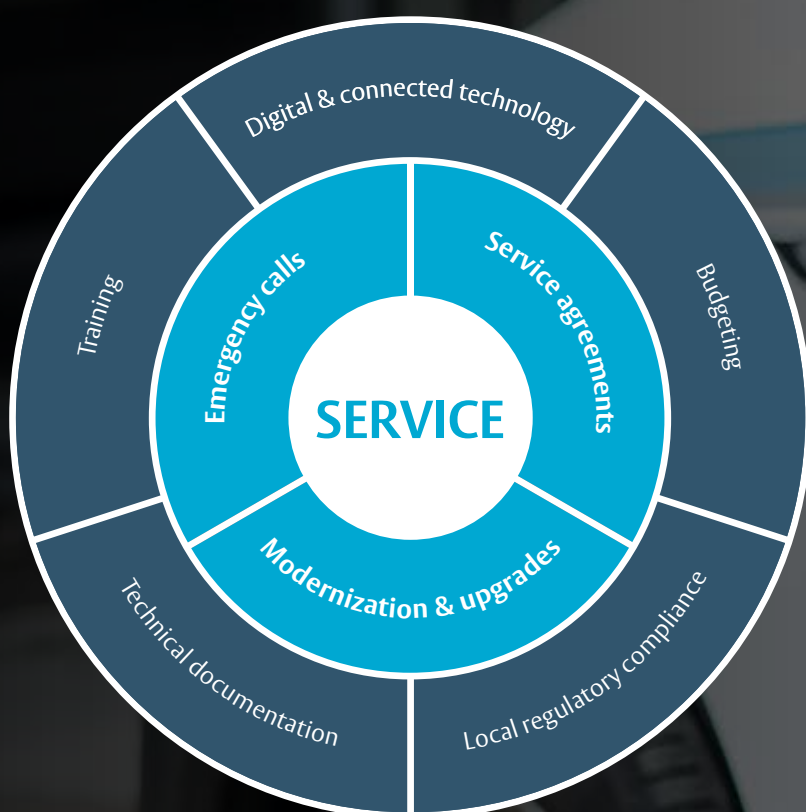 Digital & connected technology
Budgeting
Local regulatory compliance
Technical documentation
Training
Emergency calls
Service agreements
Modernization & upgrades
SERVICE